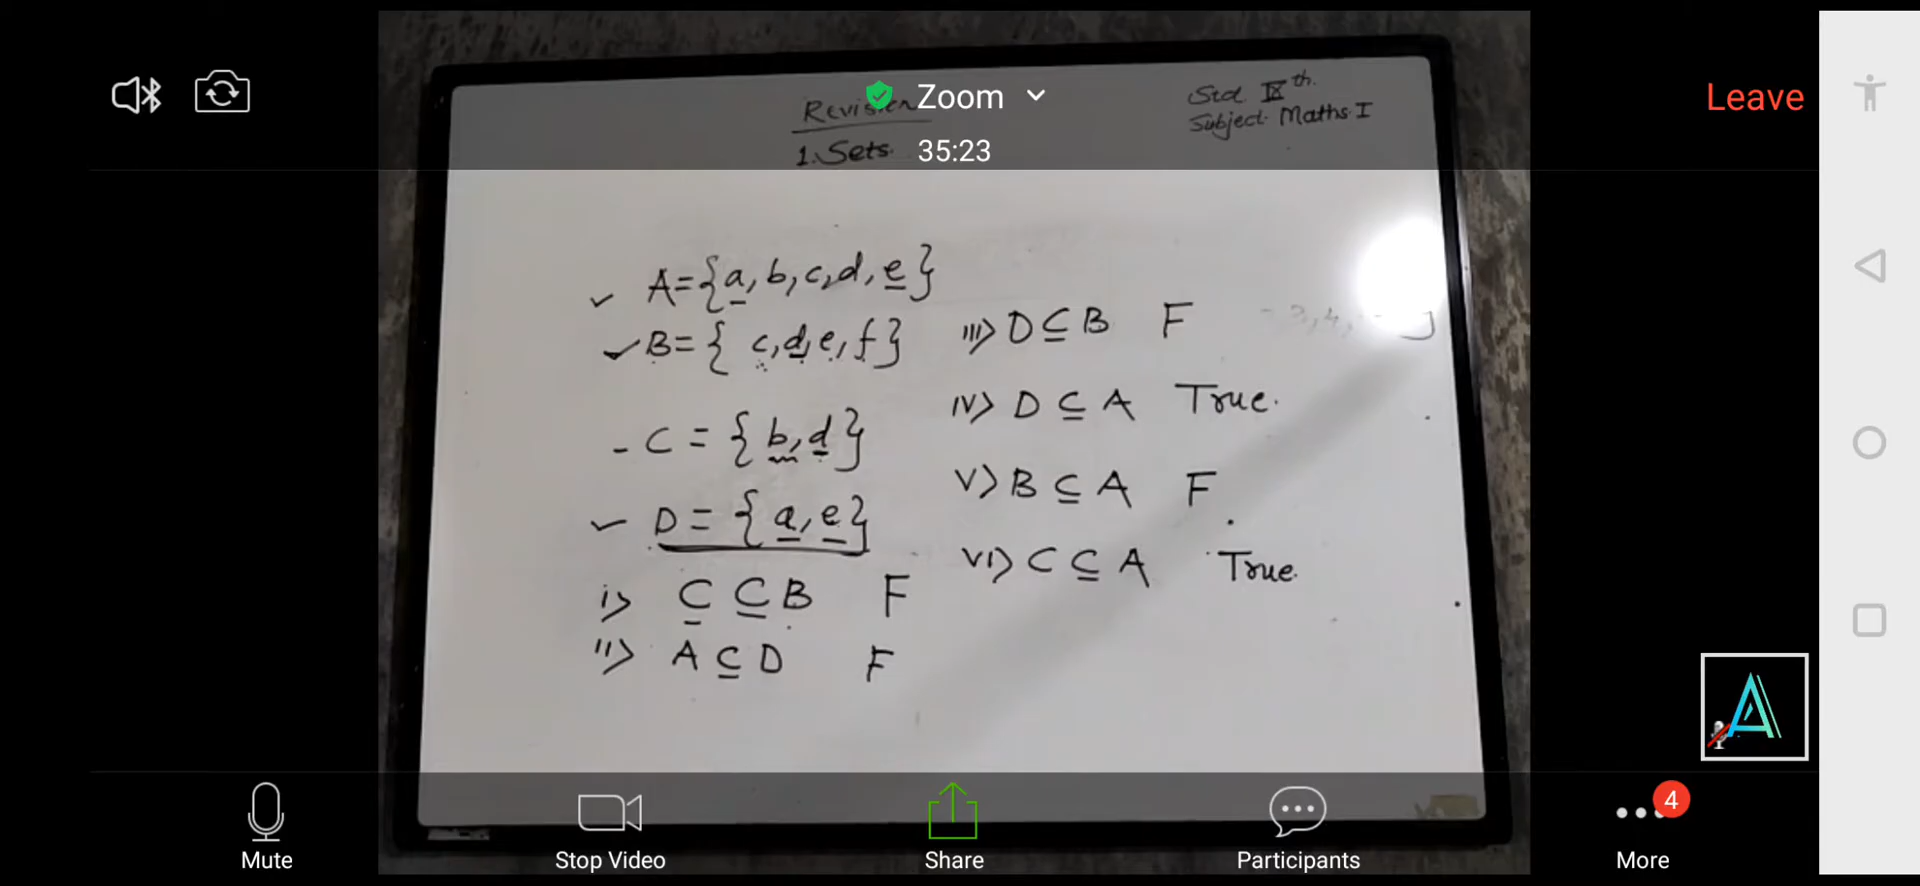 Zoom
35:23
Leave
Revision
1. Sets.
Std IXth.
Subject. Maths-I
A={a,b,c,d,e}
B={ c,d,e,f}
- C = {b,d}
D = {a,e}
i> C ⊆ B F
ii> A ⊆ D F
iii> D ⊆ B F
iv> D ⊆ A True.
v> B ⊆ A F
vi> C ⊆ A True.
Mute
Stop Video
Share
Participants
More
4